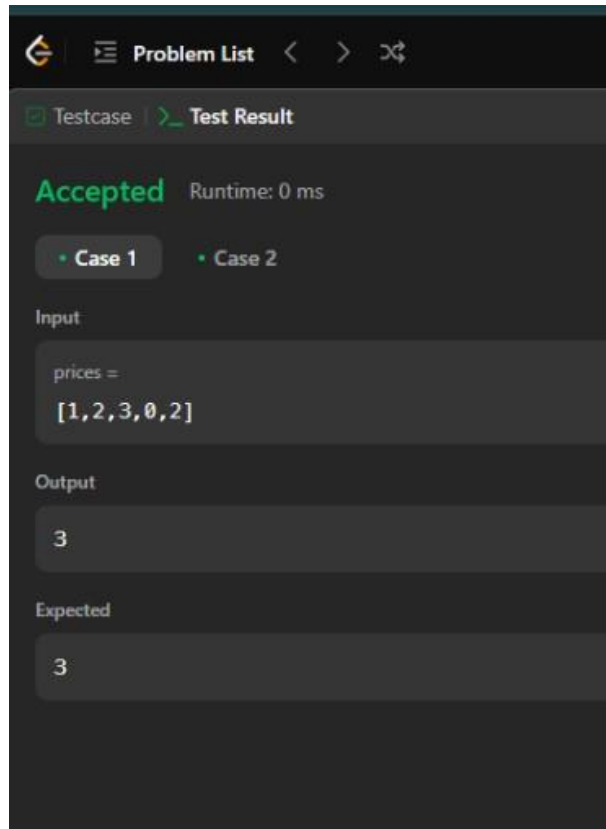 Problem List
Testcase | >_ Test Result
Accepted Runtime: 0 ms
• Case 1 • Case 2
Input
prices =
[1,2,3,0,2]
Output
3
Expected
3